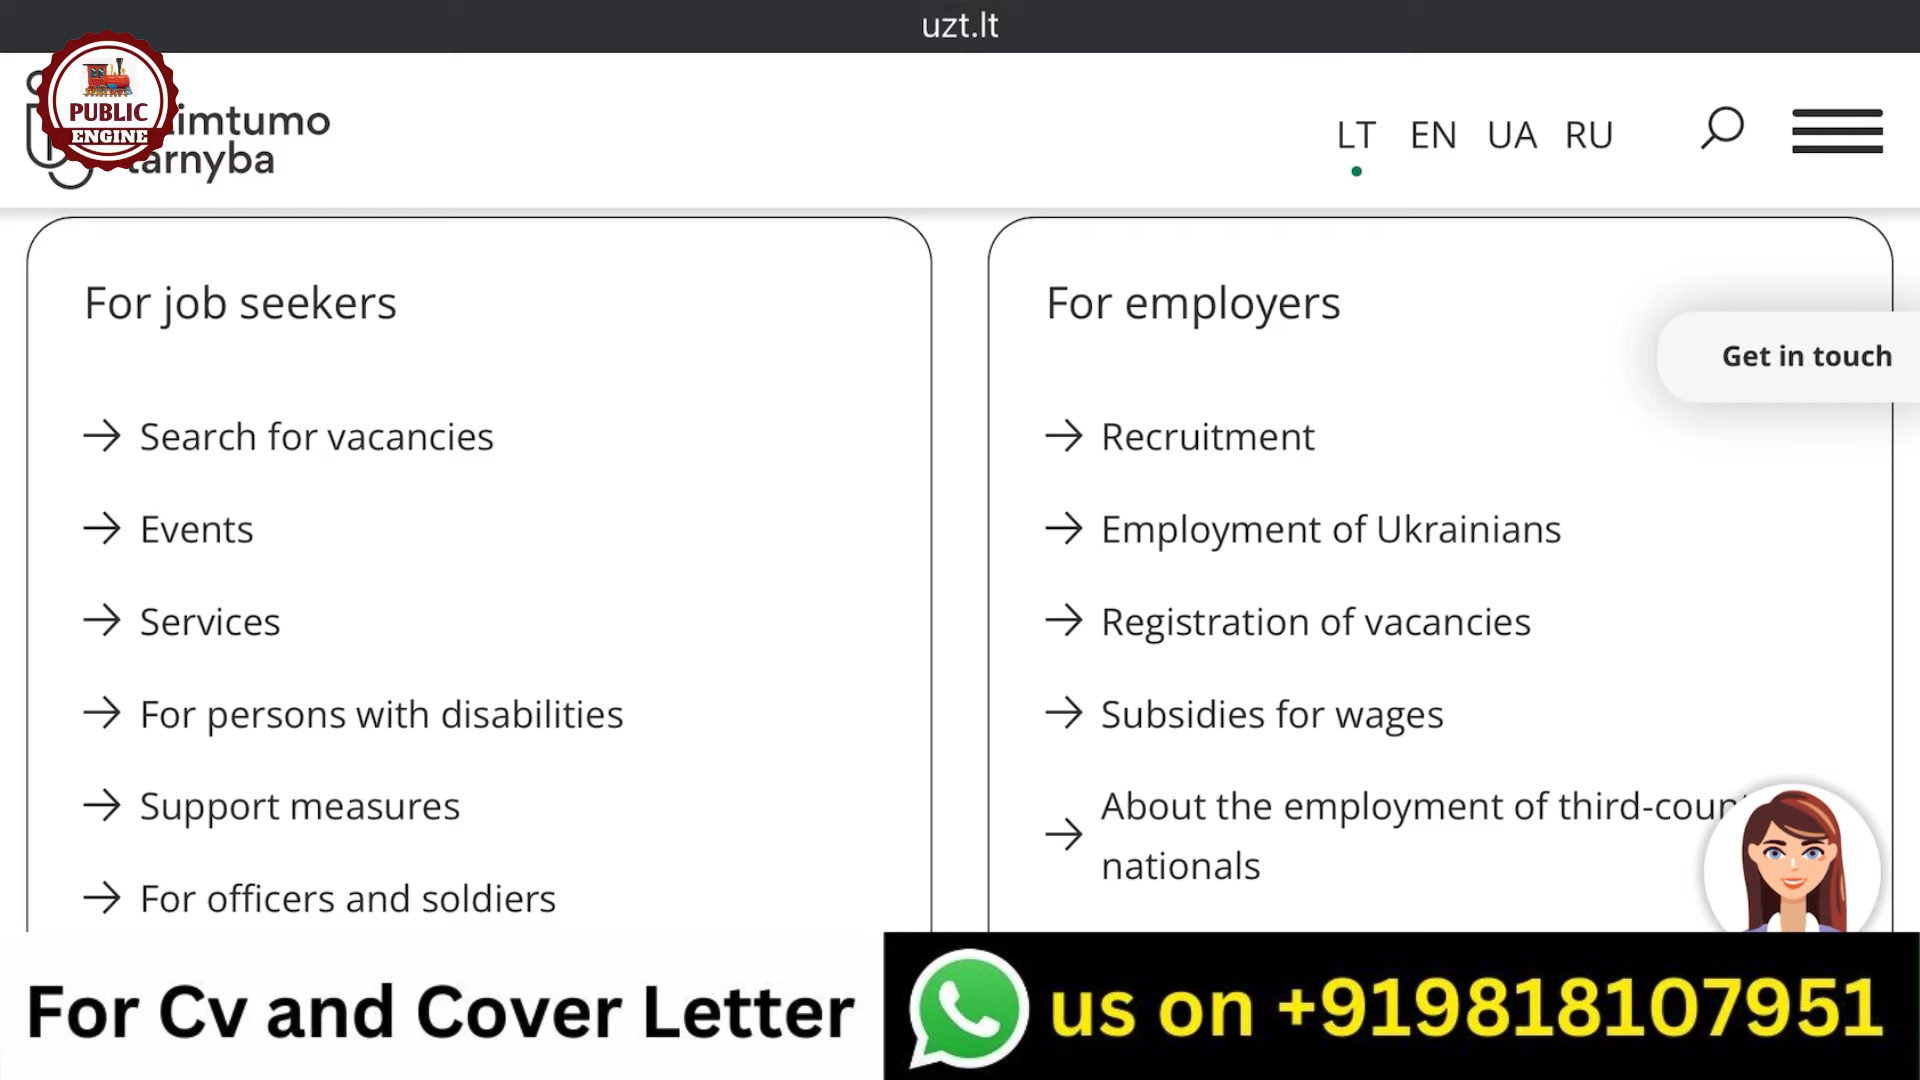 uzt.lt
PUBLIC
ENGINE
imtumo
tarnyba
LT EN UA RU
For job seekers
Search for vacancies
Events
Services
For persons with disabilities
Support measures
For officers and soldiers
For employers
Get in touch
Recruitment
Employment of Ukrainians
Registration of vacancies
Subsidies for wages
About the employment of third-coun
nationals
For Cv and Cover Letter
us on +919818107951